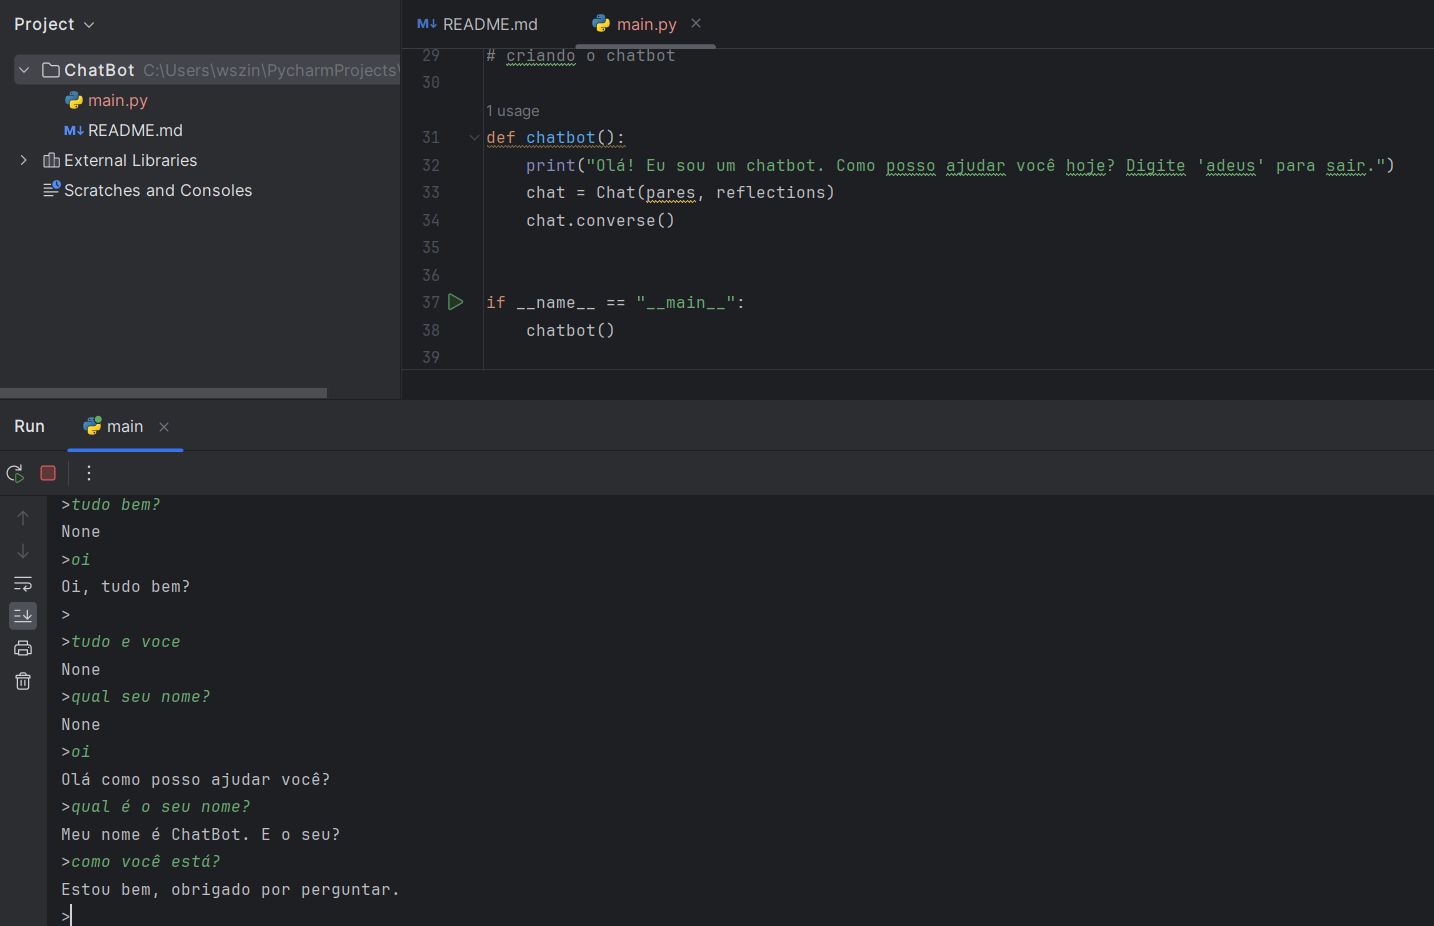 Project
ChatBot C:\Users\wszin\PycharmProjects\
main.py
README.md
External Libraries
Scratches and Consoles
README.md
main.py
29 # criando o chatbot
30
1 usage
31 def chatbot():
32 print("Olá! Eu sou um chatbot. Como posso ajudar você hoje? Digite 'adeus' para sair.")
33 chat = Chat(pares, reflections)
34 chat.converse()
35
36
37 if __name__ == "__main__":
38 chatbot()
39
Run
main
>tudo bem?
None
>oi
Oi, tudo bem?
>
>tudo e voce
None
>qual seu nome?
None
>oi
Olá como posso ajudar você?
>qual é o seu nome?
Meu nome é ChatBot. E o seu?
>como você está?
Estou bem, obrigado por perguntar.
>